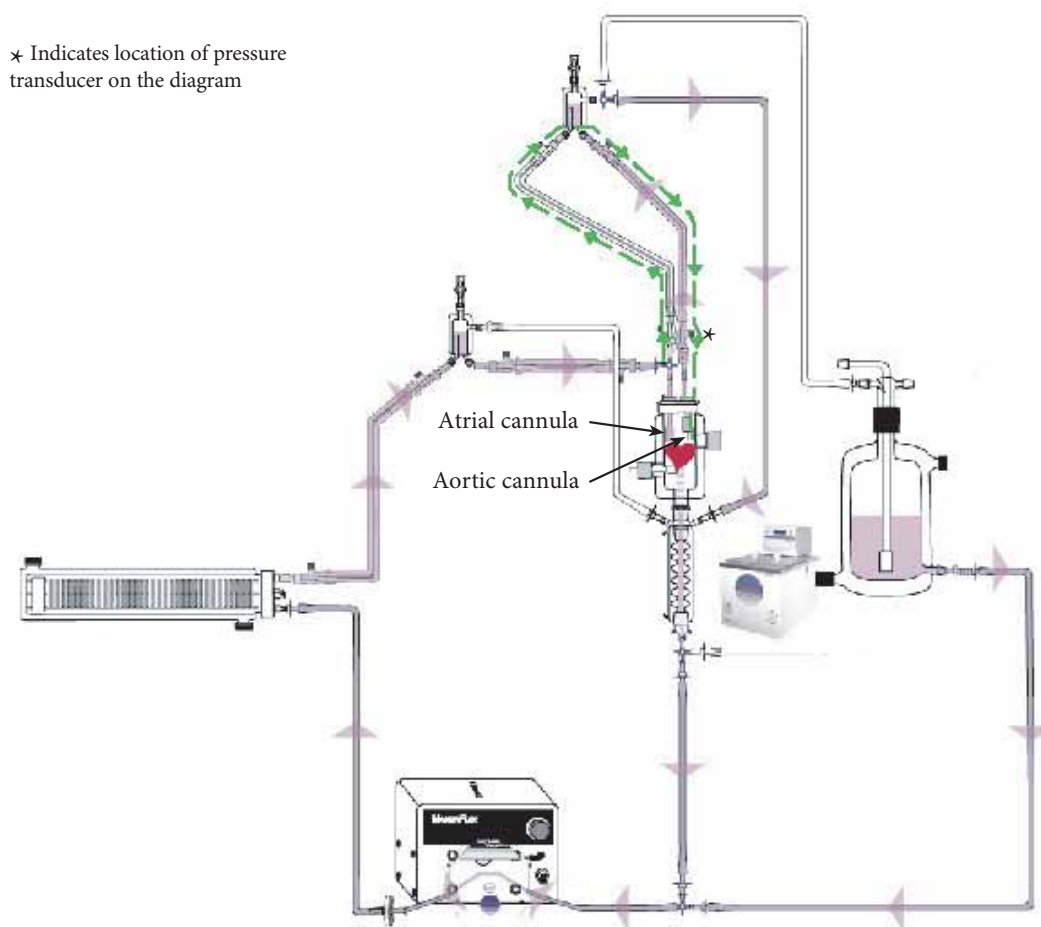 * Indicates location of pressure
transducer on the diagram
Atrial cannula
Aortic cannula
MASTERFLEX